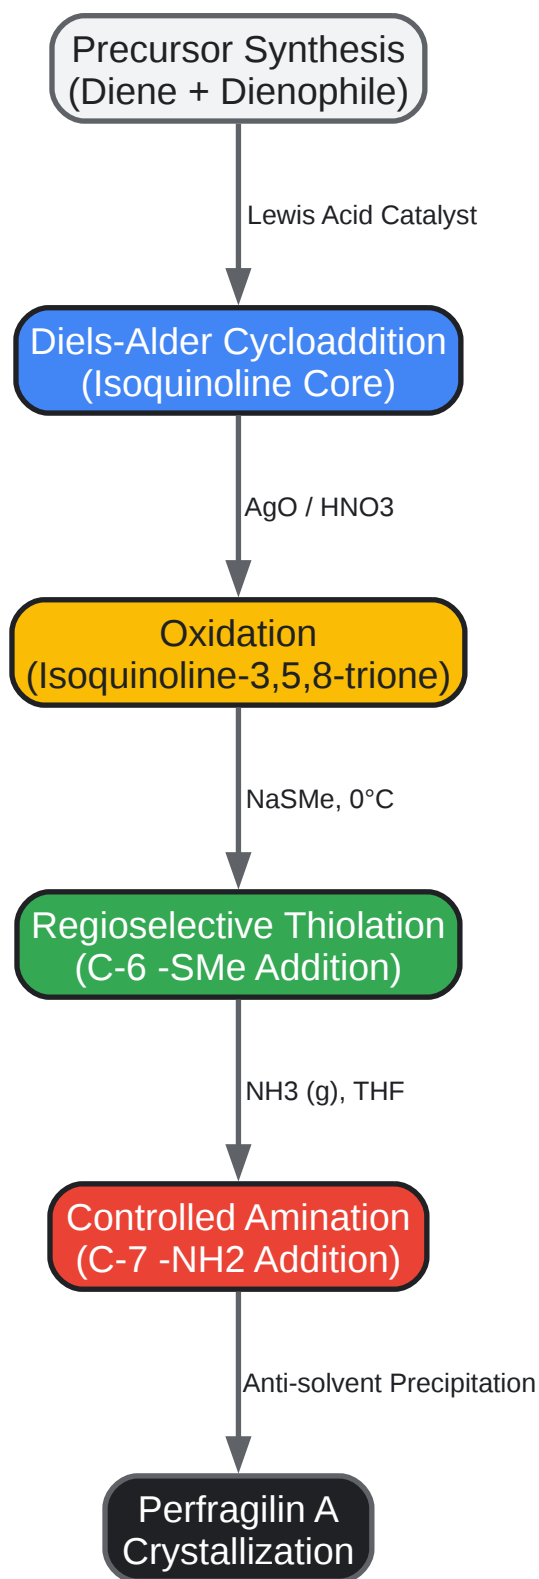 Precursor Synthesis
(Diene + Dienophile)
Lewis Acid Catalyst
Diels-Alder Cycloaddition
(Isoquinoline Core)
AgO / HNO3
Oxidation
(Isoquinoline-3,5,8-trione)
NaSMe, 0°C
Regioselective Thiolation
(C-6 -SMe Addition)
NH3 (g), THF
Controlled Amination
(C-7 -NH2 Addition)
Anti-solvent Precipitation
Perfragilin A
Crystallization